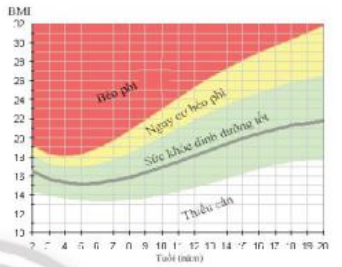 BMI
32
30
28
26
24
22
20
18
16
14
12
10
Béo phì
Nguy cơ béo phì
Sức khỏe dinh dưỡng tốt
Thiếu cân
2 3 4 5 6 7 8 9 10 11 12 13 14 15 16 17 18 19 20
Tuổi (năm)